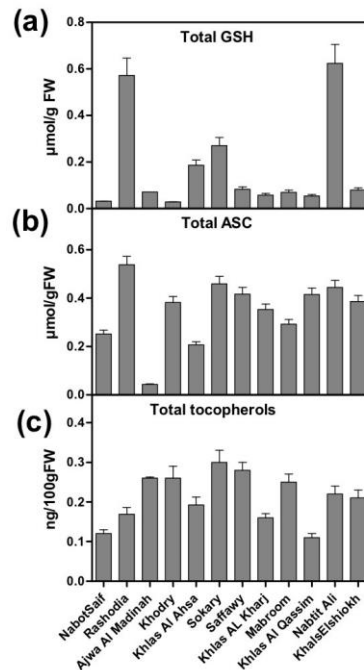 (a)
Total GSH
µmol/g FW
0.8
0.6
0.4
0.2
0.0
(b)
Total ASC
µmol/gFW
0.6
0.4
0.2
0.0
(c)
Total tocopherols
ng/100gFW
0.4
0.3
0.2
0.1
0.0
NabotSaif
Rashodia
Ajwa Al Madinah
Khodry
Khlas Al Ahsa
Sokary
Saffawy
Khlas AL Kharj
Mabroom
Khlas Al Qassim
Nabtit Ali
KhalsElshiokh